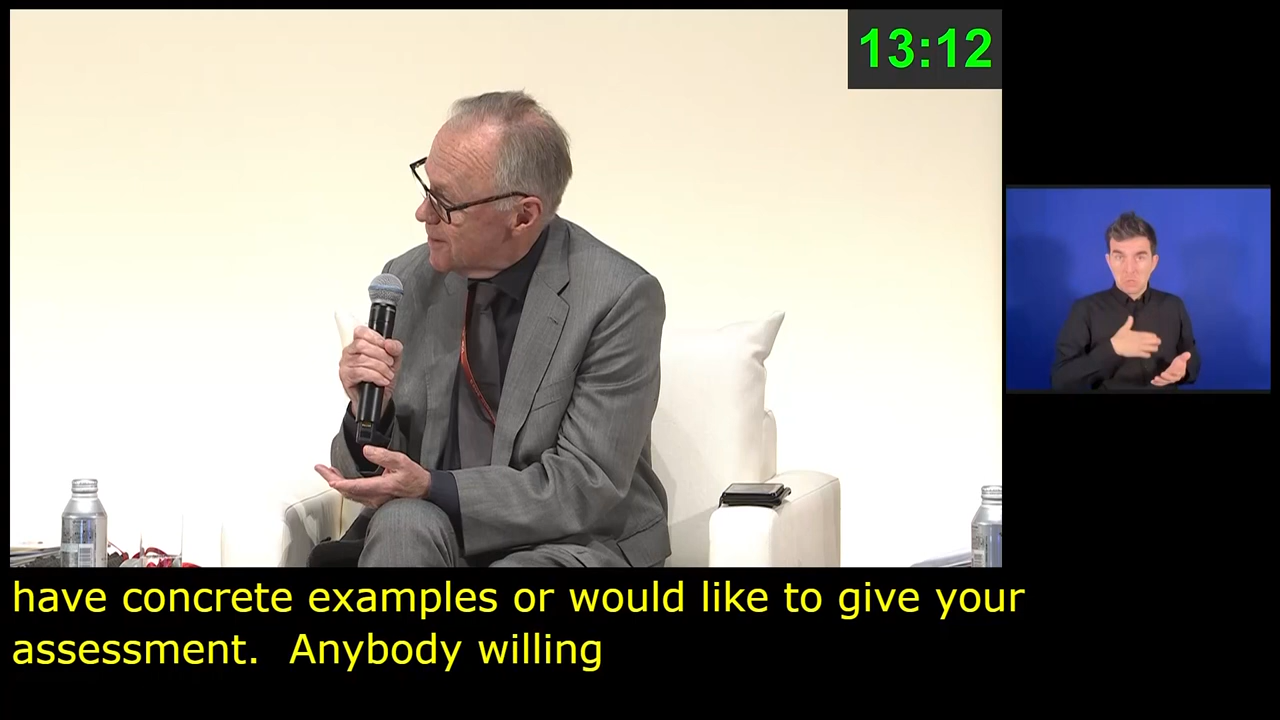 13:12
have concrete examples or would like to give your
assessment.  Anybody willing